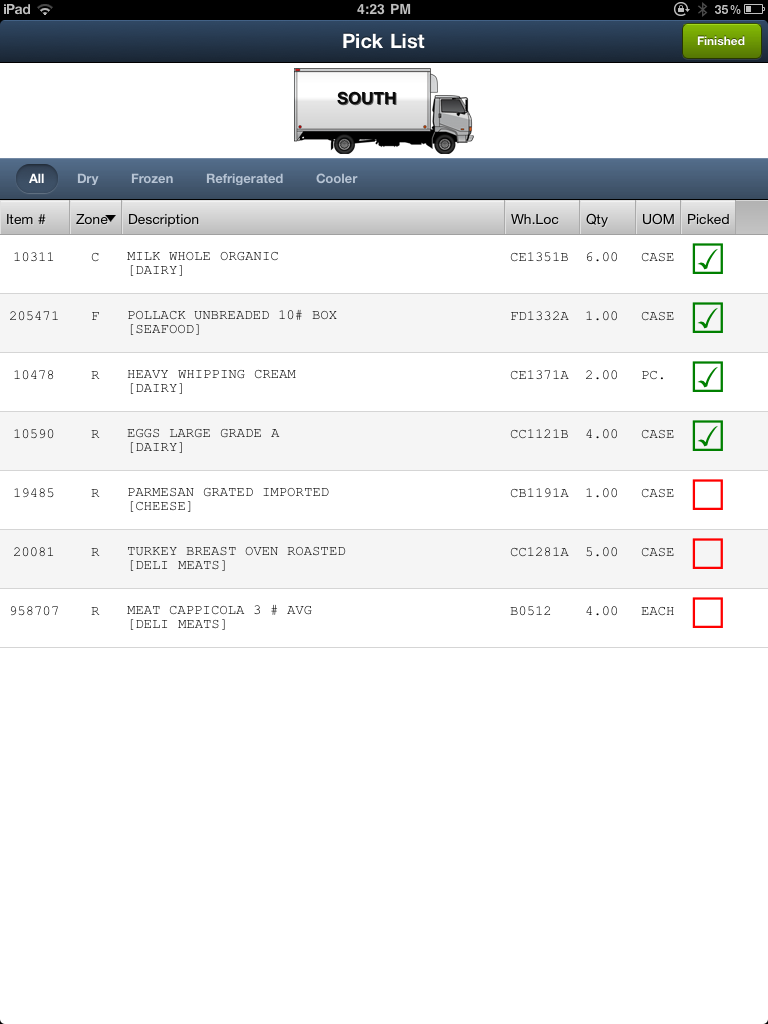 iPad 4:23 PM 35%
Pick List Finished
SOUTH
All Dry Frozen Refrigerated Cooler
Item # Zone Description Wh.Loc Qty UOM Picked
10311 C MILK WHOLE ORGANIC CE1351B 6.00 CASE
[DAIRY]
205471 F POLLACK UNBREADED 10# BOX FD1332A 1.00 CASE
[SEAFOOD]
10478 R HEAVY WHIPPING CREAM CE1371A 2.00 PC.
[DAIRY]
10590 R EGGS LARGE GRADE A CC1121B 4.00 CASE
[DAIRY]
19485 R PARMESAN GRATED IMPORTED CB1191A 1.00 CASE
[CHEESE]
20081 R TURKEY BREAST OVEN ROASTED CC1281A 5.00 CASE
[DELI MEATS]
958707 R MEAT CAPPICOLA 3 # AVG B0512 4.00 EACH
[DELI MEATS]